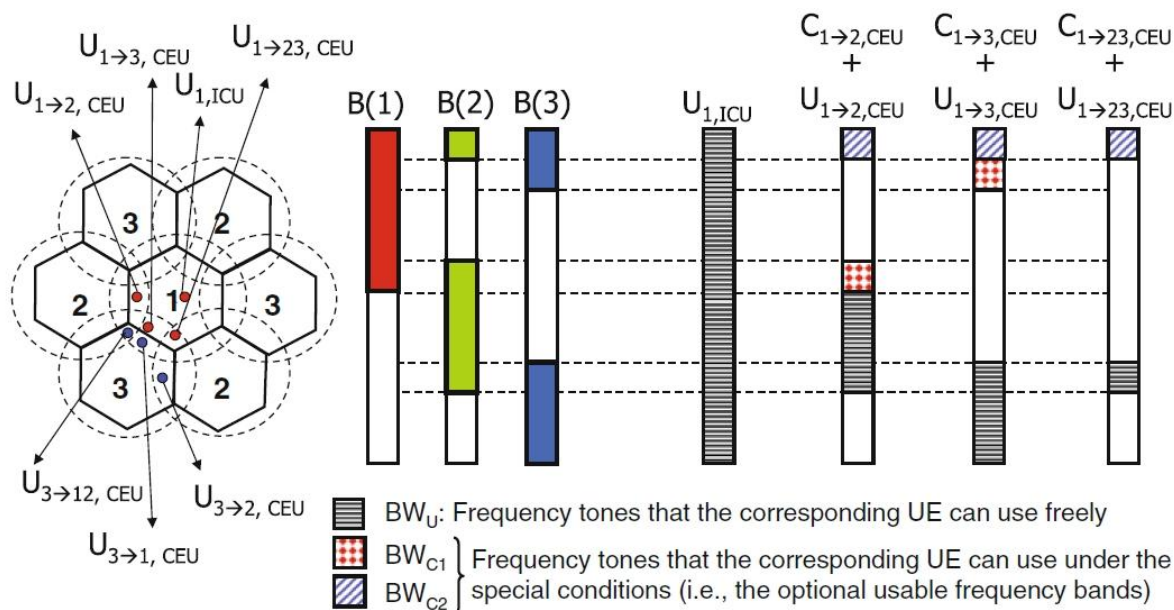 U1→23, CEU
U1→3, CEU
U1,ICU
U1→2, CEU
3
2
2
1
3
3
2
U3→12, CEU
U3→2, CEU
U3→1, CEU
B(1)
B(2)
B(3)
U1,ICU
C1→2,CEU
+
U1→2,CEU
C1→3,CEU
+
U1→3,CEU
C1→23,CEU
+
U1→23,CEU
BWU: Frequency tones that the corresponding UE can use freely
BWC1
BWC2
Frequency tones that the corresponding UE can use under the
special conditions (i.e., the optional usable frequency bands)